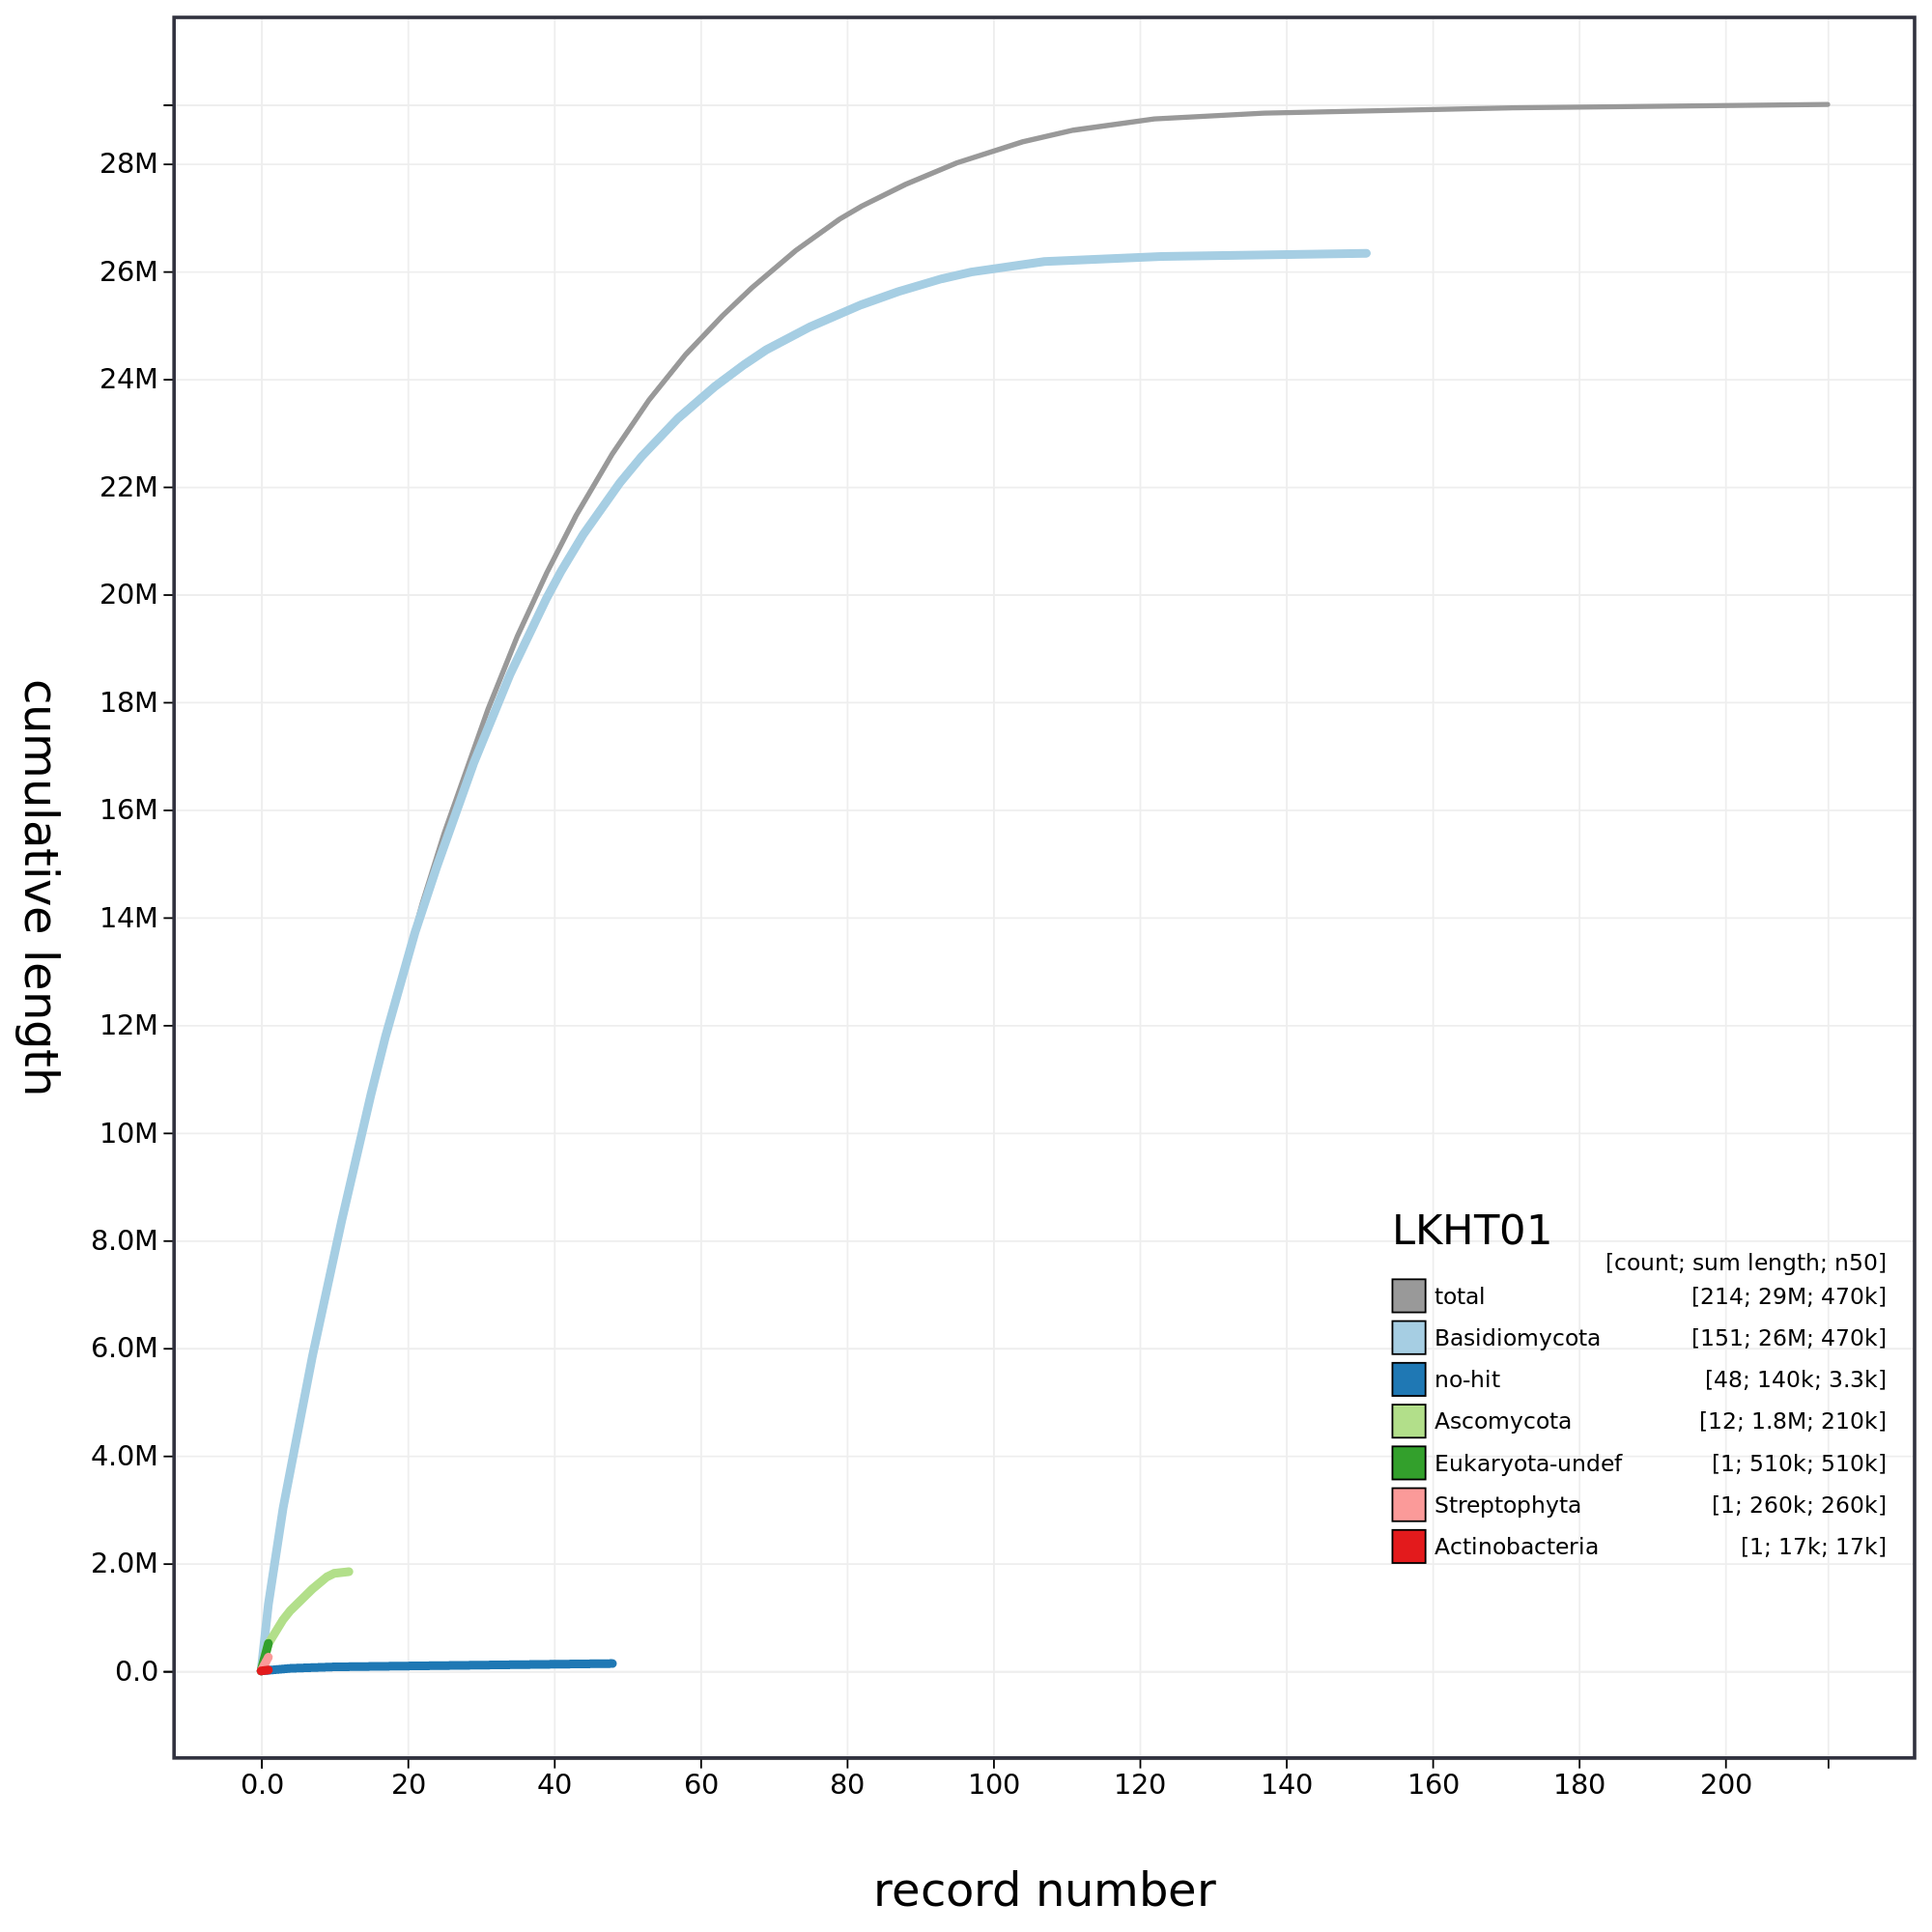 28M
26M
24M
22M
20M
18M
16M
14M
12M
10M
8.0M
6.0M
4.0M
2.0M
0.0
cumulative length
LKHT01
[count; sum length; n50]
total [214; 29M; 470k]
Basidiomycota [151; 26M; 470k]
no-hit [48; 140k; 3.3k]
Ascomycota [12; 1.8M; 210k]
Eukaryota-undef [1; 510k; 510k]
Streptophyta [1; 260k; 260k]
Actinobacteria [1; 17k; 17k]
0.0 20 40 60 80 100 120 140 160 180 200
record number